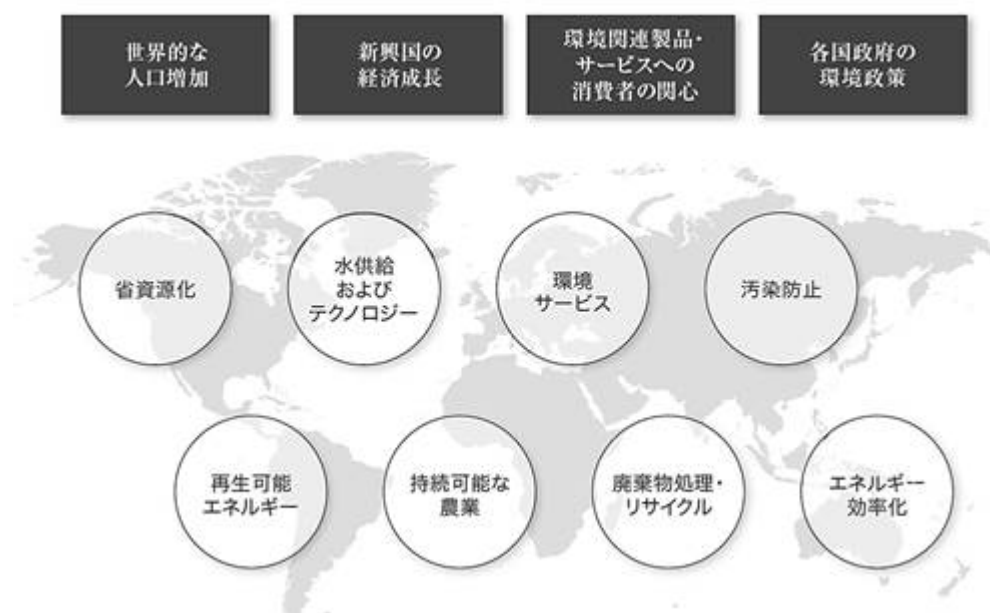 世界的な
人口増加
新興国の
経済成長
環境関連製品・
サービスへの
消費者の関心
各国政府の
環境政策
省資源化
水供給
および
テクノロジー
環境
サービス
汚染防止
再生可能
エネルギー
持続可能な
農業
廃棄物処理・
リサイクル
エネルギー
効率化